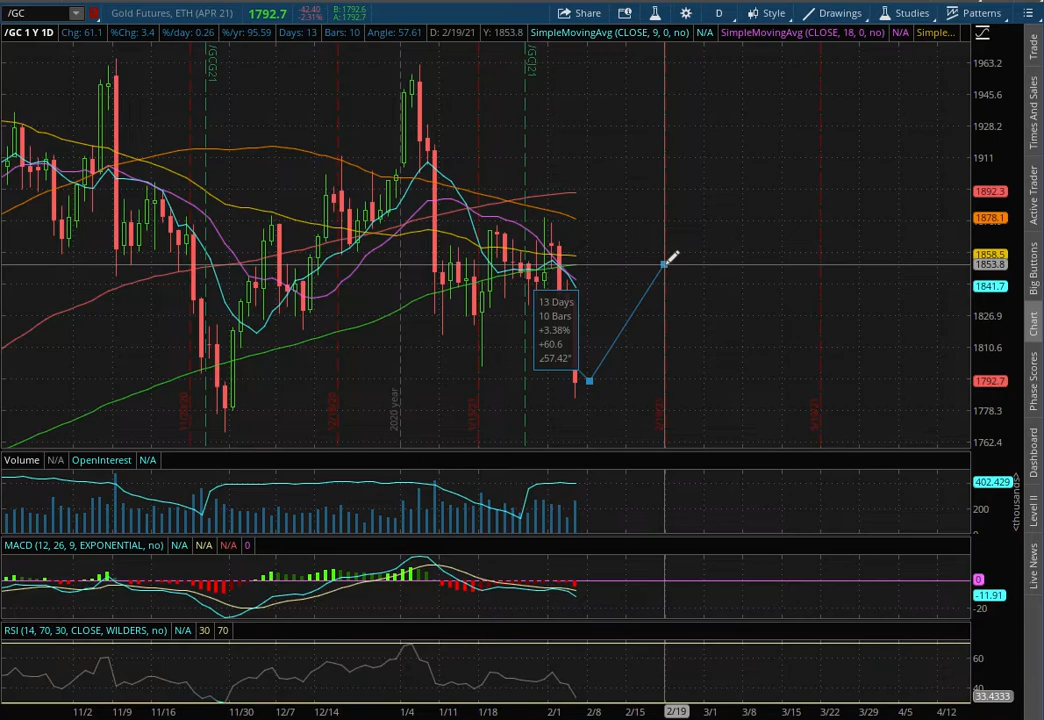 /GC
Gold Futures, ETH (APR 21)
1792.7
-42.40
-2.31%
B: 1792.6
A: 1792.7
Share
D
Style
Drawings
Studies
Patterns
/GC 1 Y 1D
Chg: 61.1
%Chg: 3.4
%/day: 0.26
%/yr: 95.59
Days: 13
Bars: 10
Angle: 57.61
D: 2/19/21
Y: 1853.8
SimpleMovingAvg (CLOSE, 9, 0, no)
N/A
SimpleMovingAvg (CLOSE, 18, 0, no)
N/A
Simple...
/GCG21
/GCJ21
1963.2
1945.6
1928.2
1911
1892.3
1878.1
1858.5
1853.8
1841.7
1826.9
1810.6
1792.7
1778.3
1762.4
13 Days
10 Bars
+3.38%
+60.6
∠57.42°
2020 year
2/19/21
Volume
N/A
OpenInterest
N/A
402.429
200
<thousands>
MACD (12, 26, 9, EXPONENTIAL, no)
N/A
N/A
N/A
0
0
-11.91
-20
RSI (14, 70, 30, CLOSE, WILDERS, no)
N/A
30
70
60
40
33.4333
11/2
11/9
11/16
11/30
12/7
12/14
1/4
1/11
1/18
2/1
2/8
2/15
2/19
3/1
3/8
3/15
3/22
3/29
4/5
4/12
Trade
Times And Sales
Active Trader
Big Buttons
Chart
Phase Scores
Dashboard
Level II
Live News